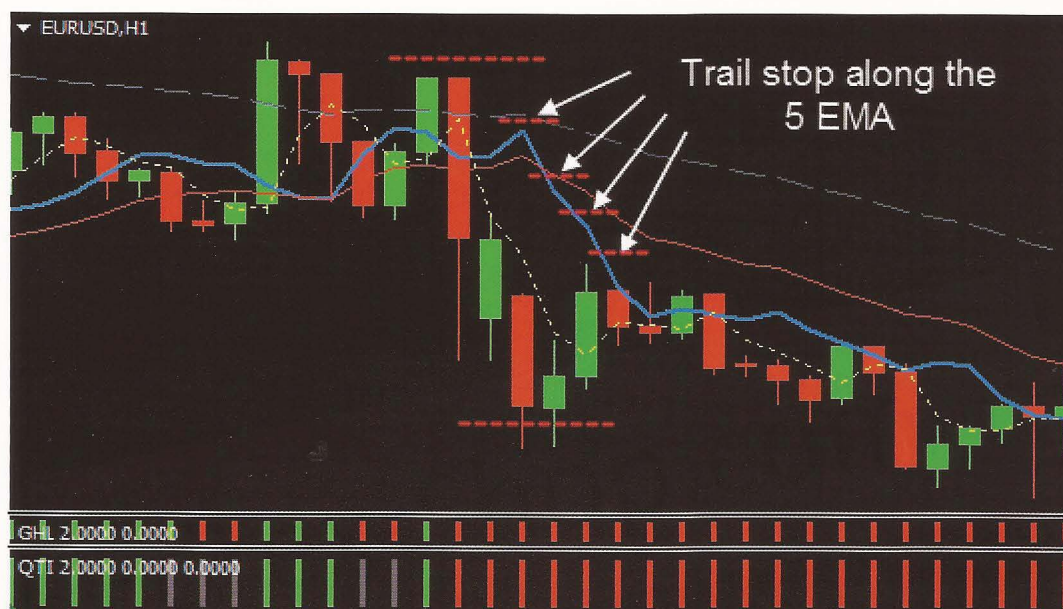 EURUSD,H1
Trail stop along the
5 EMA
GHL 2.0000 0.0000
QTI 2.0000 0.0000 0.0000